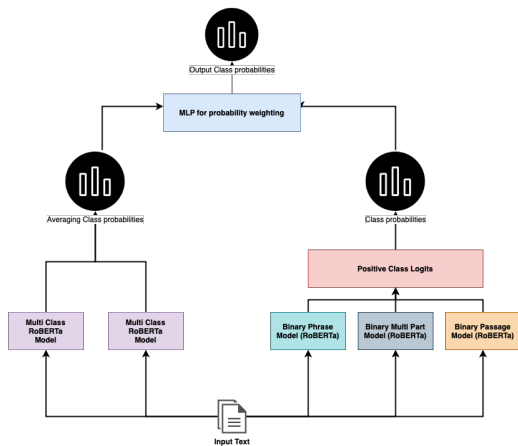 Output Class probabilities
MLP for probability weighting
Averaging Class probabilities
Class probabilities
Positive Class Logits
Multi Class
RoBERTa
Model
Multi Class
RoBERTa
Model
Binary Phrase
Model (RoBERTa)
Binary Multi Part
Model (RoBERTa)
Binary Passage
Model (RoBERTa)
Input Text